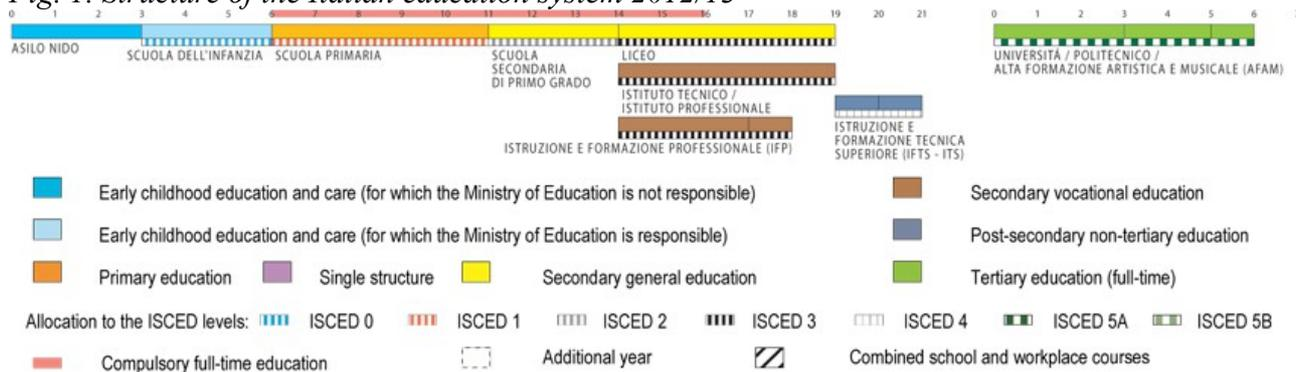 Fig. 1. Structure of the Italian education system 2012/13
0 1 2 3 4 5 6 7 8 9 10 11 12 13 14 15 16 17 18 19 20 21 0 1 2 3 4 5 6
ASILO NIDO
SCUOLA DELL'INFANZIA
SCUOLA PRIMARIA
SCUOLA
SECONDARIA
DI PRIMO GRADO
LICEO
ISTITUTO TECNICO /
ISTITUTO PROFESSIONALE
ISTRUZIONE E FORMAZIONE PROFESSIONALE (IFP)
ISTRUZIONE E
FORMAZIONE TECNICA
SUPERIORE (IFTS - ITS)
UNIVERSITÁ / POLITECNICO /
ALTA FORMAZIONE ARTISTICA E MUSICALE (AFAM)
Early childhood education and care (for which the Ministry of Education is not responsible)
Secondary vocational education
Early childhood education and care (for which the Ministry of Education is responsible)
Post-secondary non-tertiary education
Primary education Single structure Secondary general education Tertiary education (full-time)
Allocation to the ISCED levels: ISCED 0 ISCED 1 ISCED 2 ISCED 3 ISCED 4 ISCED 5A ISCED 5B
Compulsory full-time education Additional year Combined school and workplace courses